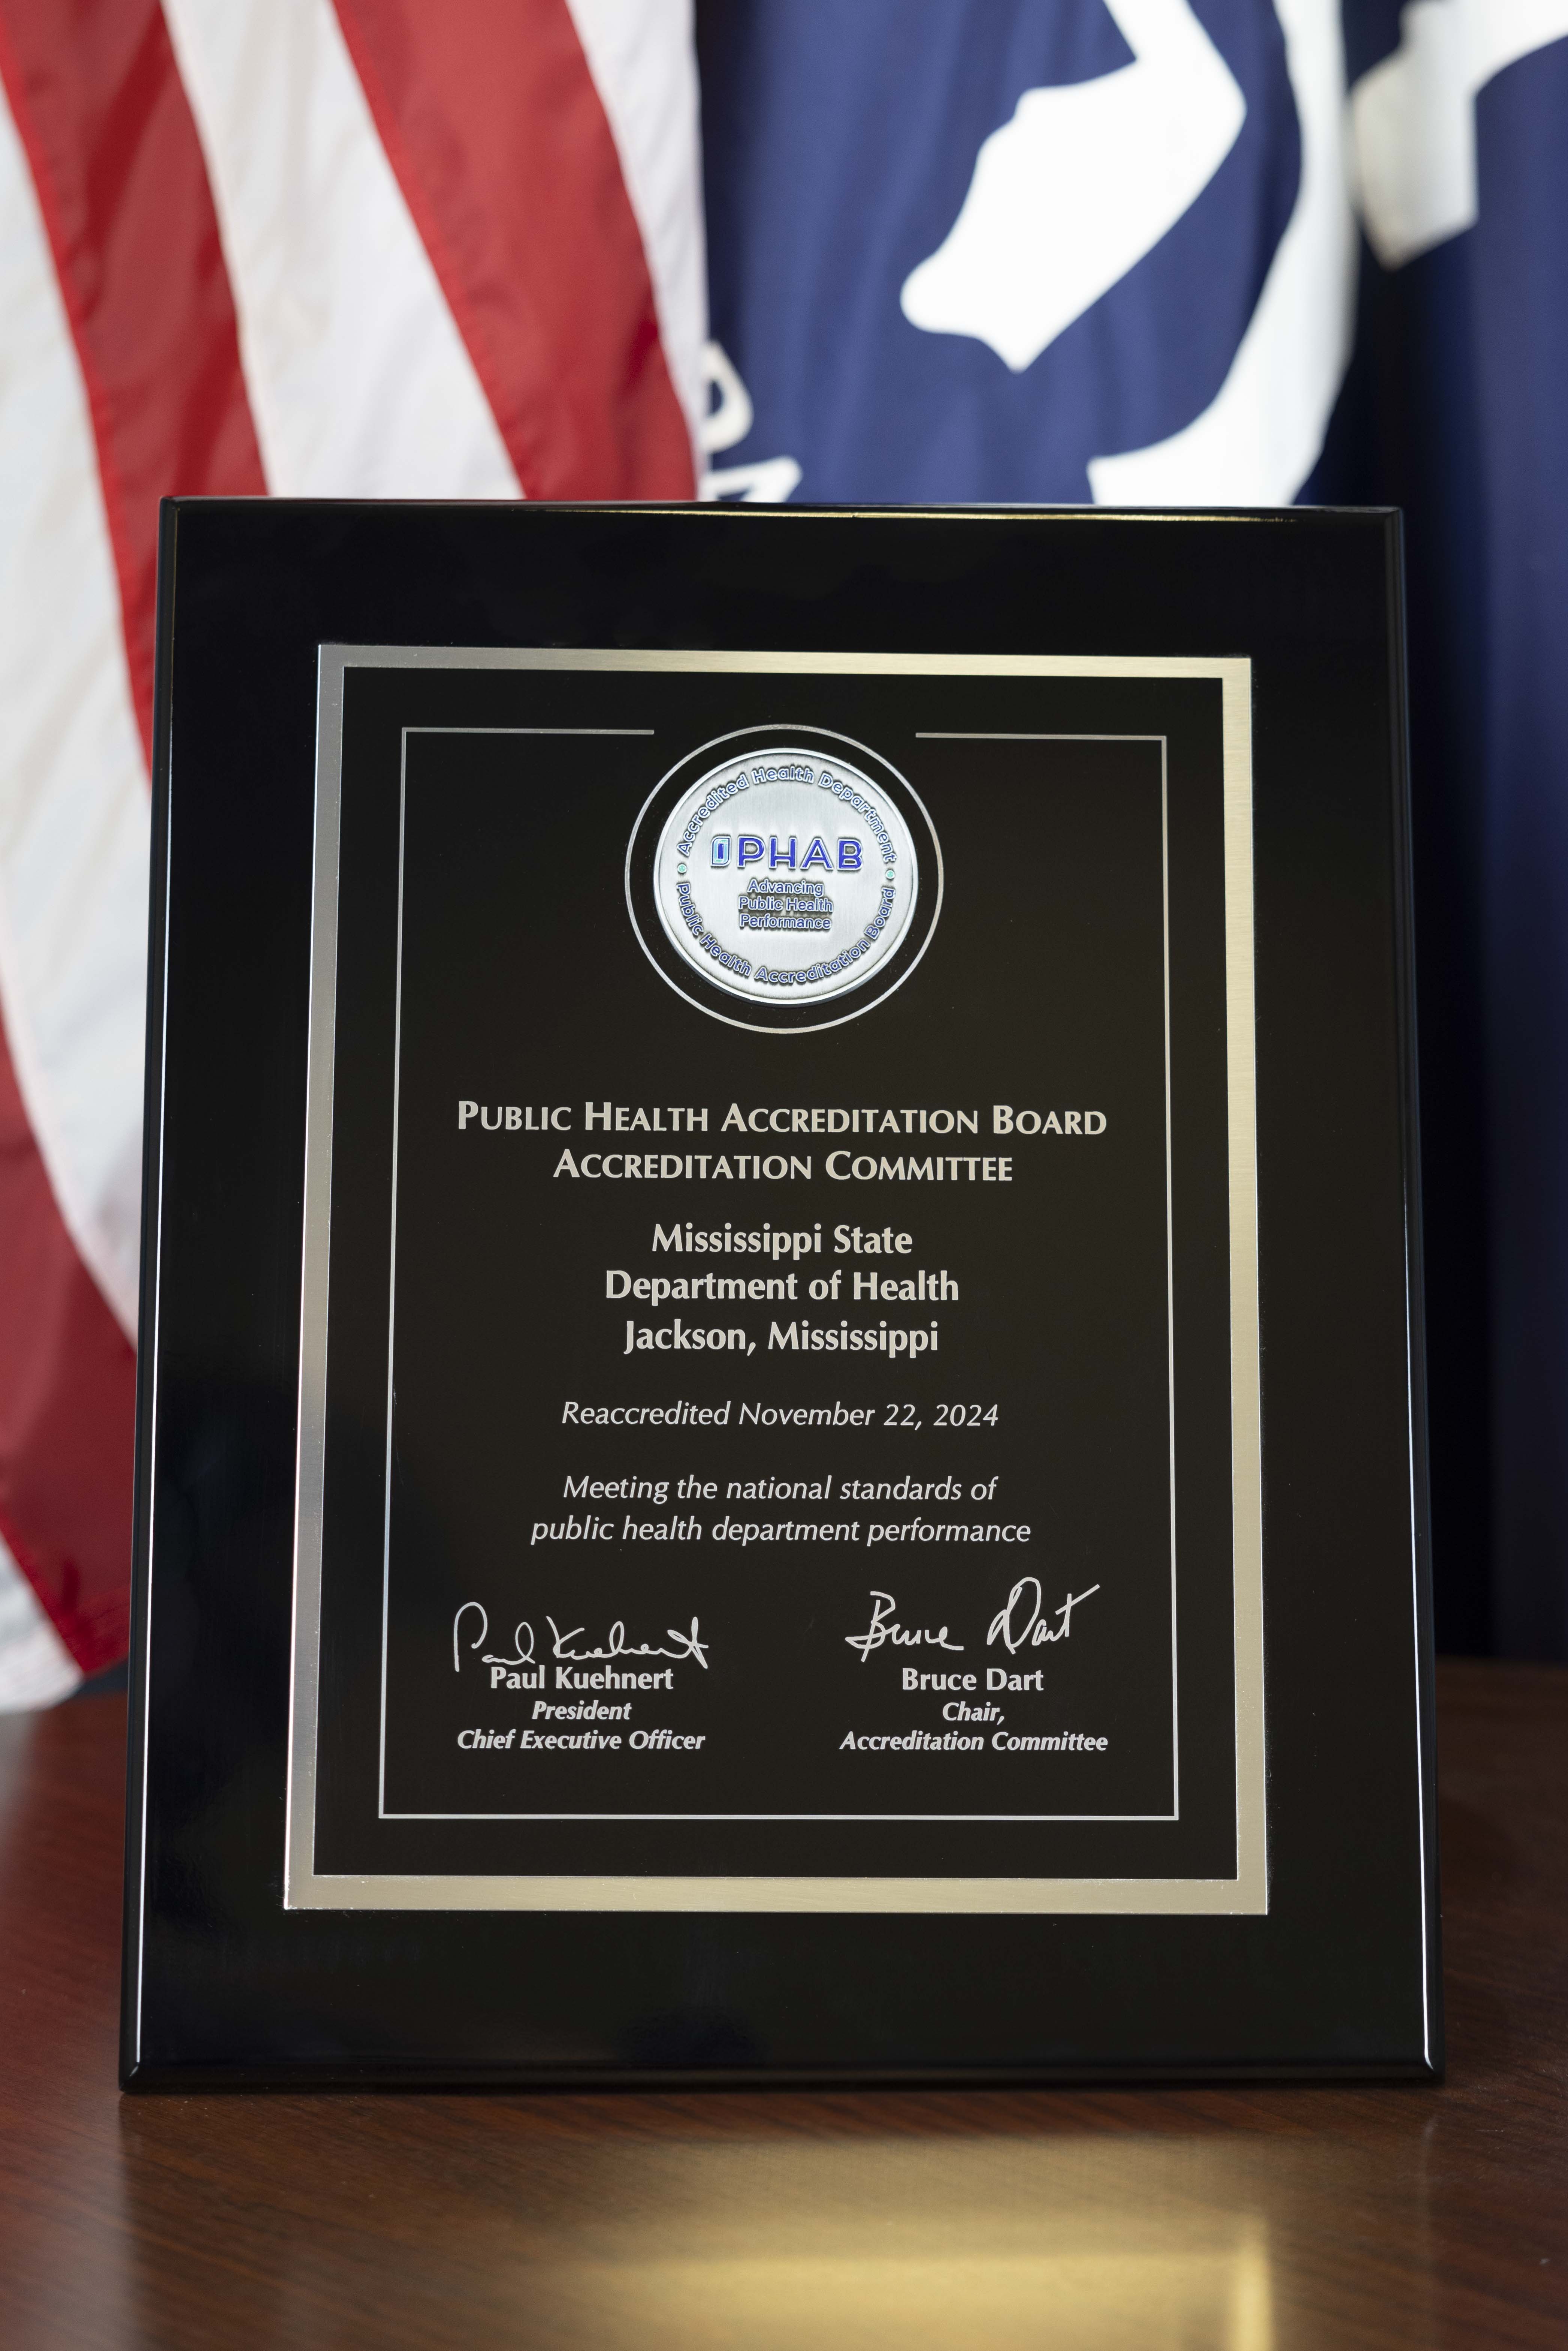 Accredited Health Department
PHAB
Advancing
Public Health
Performance
Public Health Accreditation Board
PUBLIC HEALTH ACCREDITATION BOARD
ACCREDITATION COMMITTEE
Mississippi State
Department of Health
Jackson, Mississippi
Reaccredited November 22, 2024
Meeting the national standards of
public health department performance
Paul Kuehnert Bruce Dart
Paul Kuehnert Bruce Dart
President Chair,
Chief Executive Officer Accreditation Committee